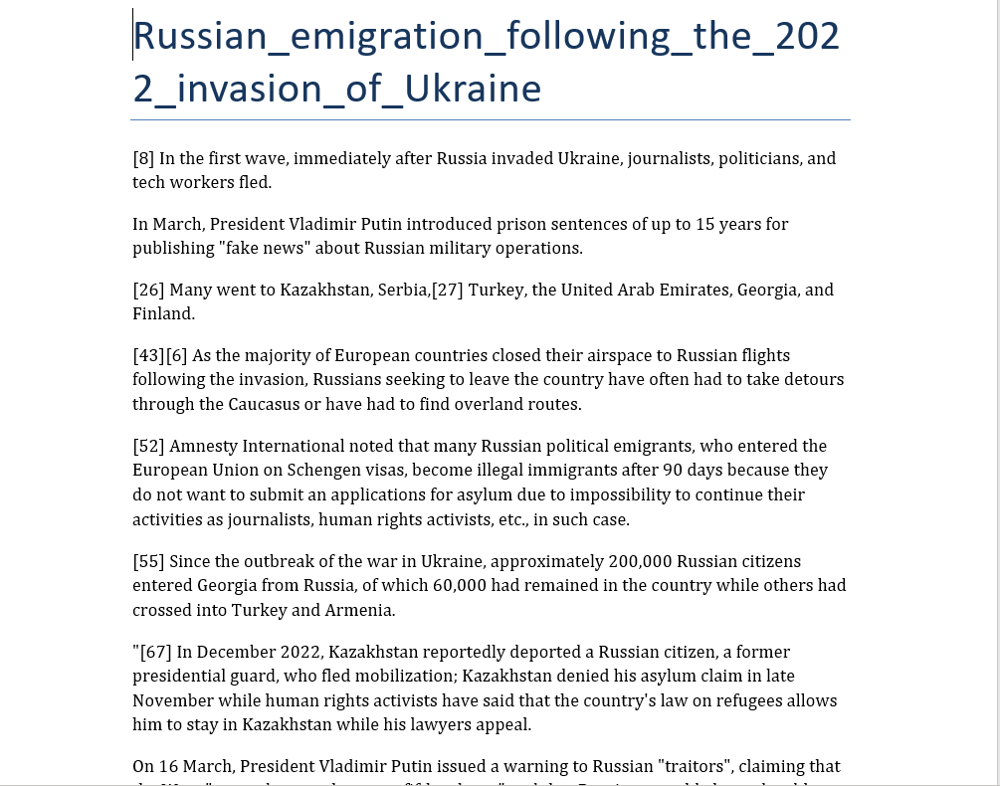 Russian_emigration_following_the_202
2_invasion_of_Ukraine
[8] In the first wave, immediately after Russia invaded Ukraine, journalists, politicians, and
tech workers fled.
In March, President Vladimir Putin introduced prison sentences of up to 15 years for
publishing "fake news" about Russian military operations.
[26] Many went to Kazakhstan, Serbia,[27] Turkey, the United Arab Emirates, Georgia, and
Finland.
[43][6] As the majority of European countries closed their airspace to Russian flights
following the invasion, Russians seeking to leave the country have often had to take detours
through the Caucasus or have had to find overland routes.
[52] Amnesty International noted that many Russian political emigrants, who entered the
European Union on Schengen visas, become illegal immigrants after 90 days because they
do not want to submit an applications for asylum due to impossibility to continue their
activities as journalists, human rights activists, etc., in such case.
[55] Since the outbreak of the war in Ukraine, approximately 200,000 Russian citizens
entered Georgia from Russia, of which 60,000 had remained in the country while others had
crossed into Turkey and Armenia.
"[67] In December 2022, Kazakhstan reportedly deported a Russian citizen, a former
presidential guard, who fled mobilization; Kazakhstan denied his asylum claim in late
November while human rights activists have said that the country's law on refugees allows
him to stay in Kazakhstan while his lawyers appeal.
On 16 March, President Vladimir Putin issued a warning to Russian "traitors", claiming that